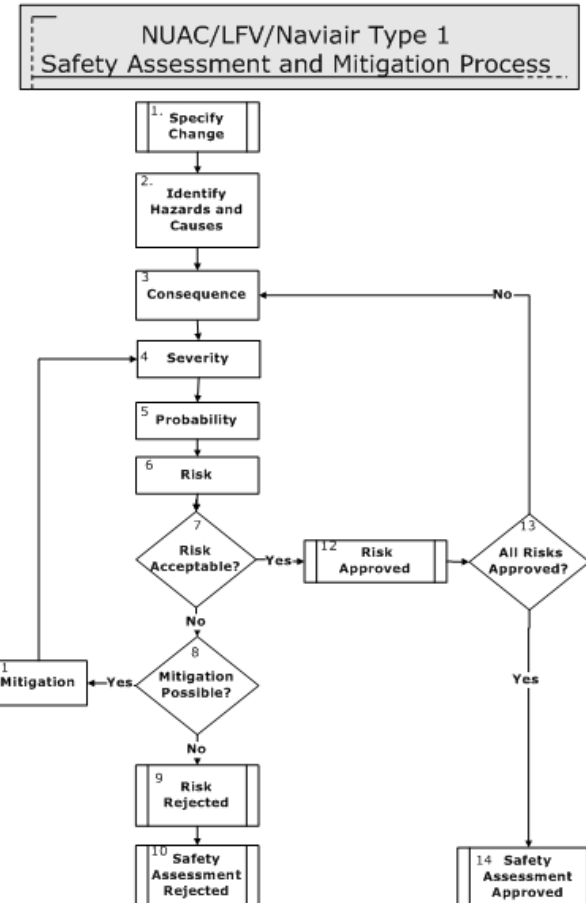 NUAC/LFV/Naviair Type 1
Safety Assessment and Mitigation Process
1.
Specify
Change
2.
Identify
Hazards and
Causes
3
Consequence
No
4
Severity
5
Probability
6
Risk
7
Risk
Acceptable?
Yes
12
Risk
Approved
13
All Risks
Approved?
No
8
Mitigation
Possible?
Yes
1
Mitigation
Yes
No
9
Risk
Rejected
10
Safety
Assessment
Rejected
14
Safety
Assessment
Approved